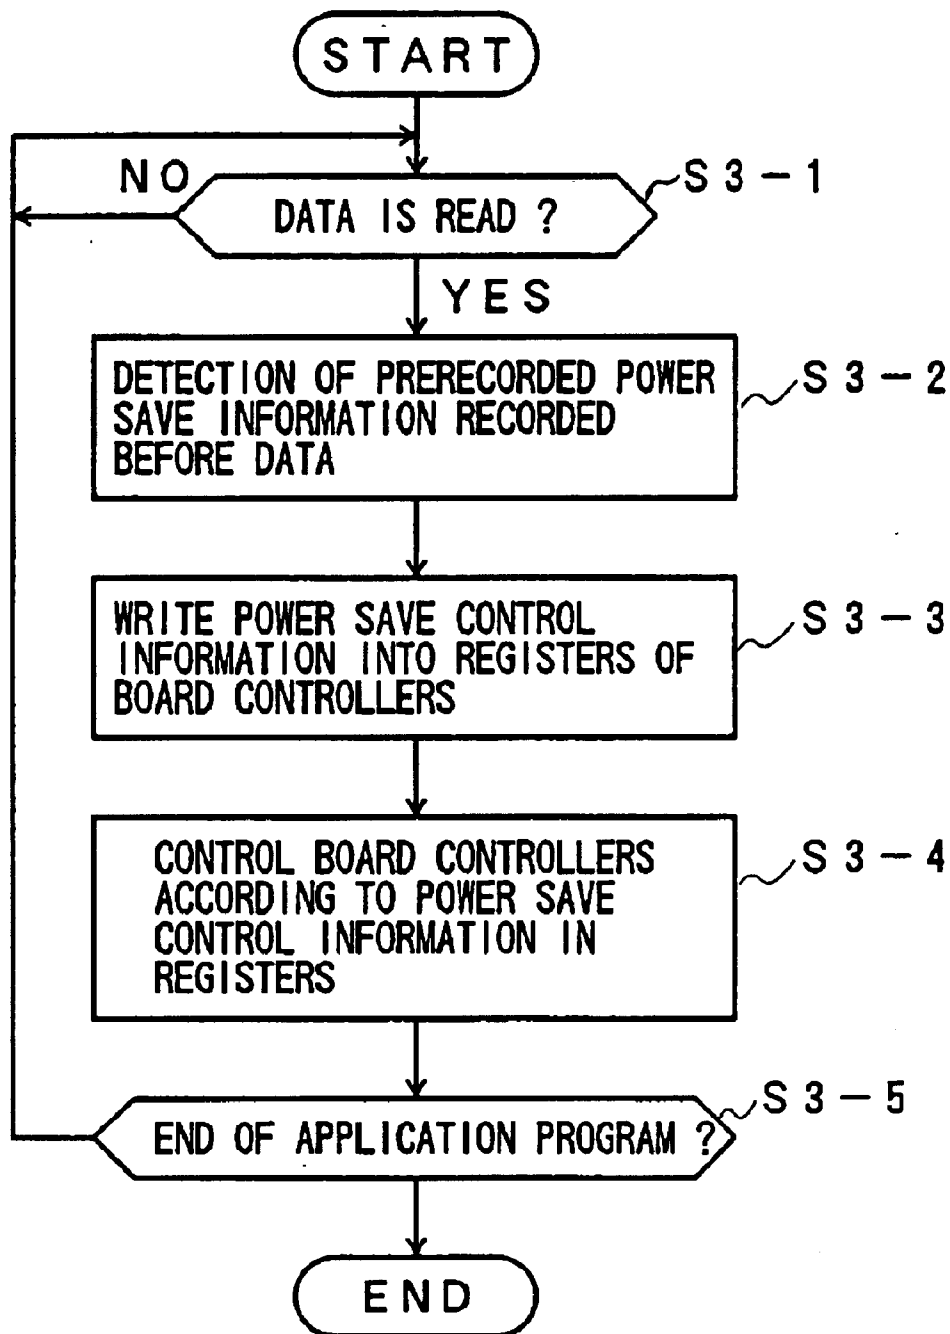 START
NO
S3-1
DATA IS READ ?
YES
DETECTION OF PRERECORDED POWER
SAVE INFORMATION RECORDED
BEFORE DATA
S3-2
WRITE POWER SAVE CONTROL
INFORMATION INTO REGISTERS OF
BOARD CONTROLLERS
S3-3
CONTROL BOARD CONTROLLERS
ACCORDING TO POWER SAVE
CONTROL INFORMATION IN
REGISTERS
S3-4
END OF APPLICATION PROGRAM ?
S3-5
END